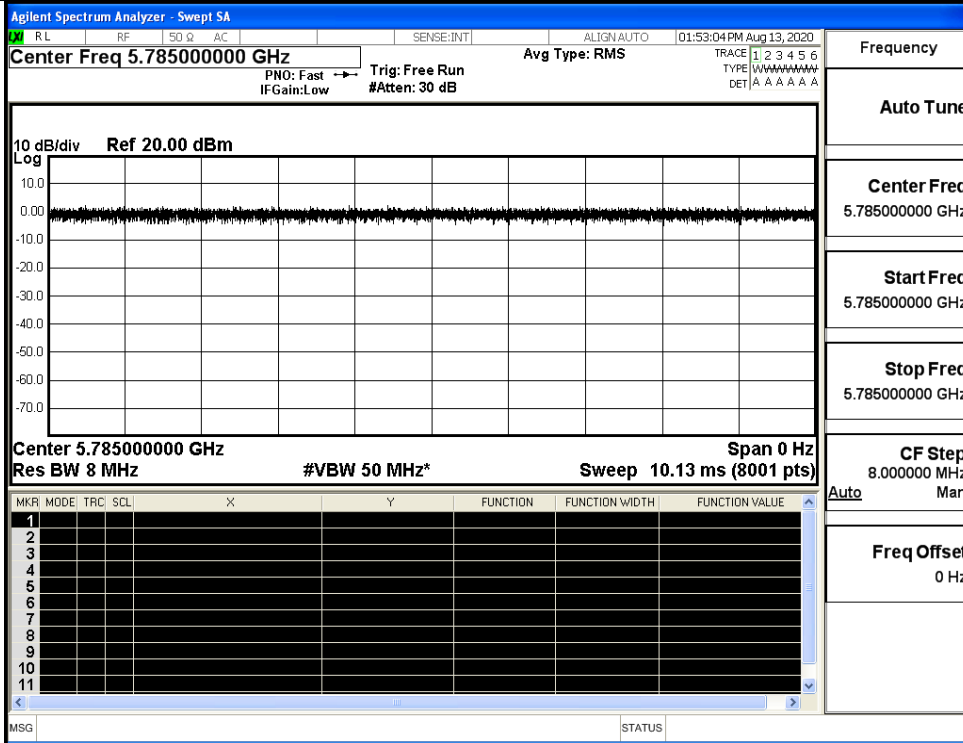 Agilent Spectrum Analyzer - Swept SA
LXI RL RF 50 Ω AC SENSE:INT ALIGN AUTO 01:53:04 PM Aug 13, 2020
Center Freq 5.785000000 GHz
Avg Type: RMS
TRACE 1 2 3 4 5 6
PNO: Fast
Trig: Free Run
TYPE WWWWWW
IFGain:Low
#Atten: 30 dB
DET A A A A A A
10 dB/div Ref 20.00 dBm
Log
10.0
0.00
-10.0
-20.0
-30.0
-40.0
-50.0
-60.0
-70.0
Center 5.785000000 GHz Span 0 Hz
Res BW 8 MHz #VBW 50 MHz* Sweep 10.13 ms (8001 pts)
MKR MODE TRC SCL X Y FUNCTION FUNCTION WIDTH FUNCTION VALUE
1
2
3
4
5
6
7
8
9
10
11
MSG STATUS
Frequency
Auto Tune
Center Freq
5.785000000 GHz
Start Freq
5.785000000 GHz
Stop Freq
5.785000000 GHz
CF Step
8.000000 MHz
Auto Man
Freq Offset
0 Hz